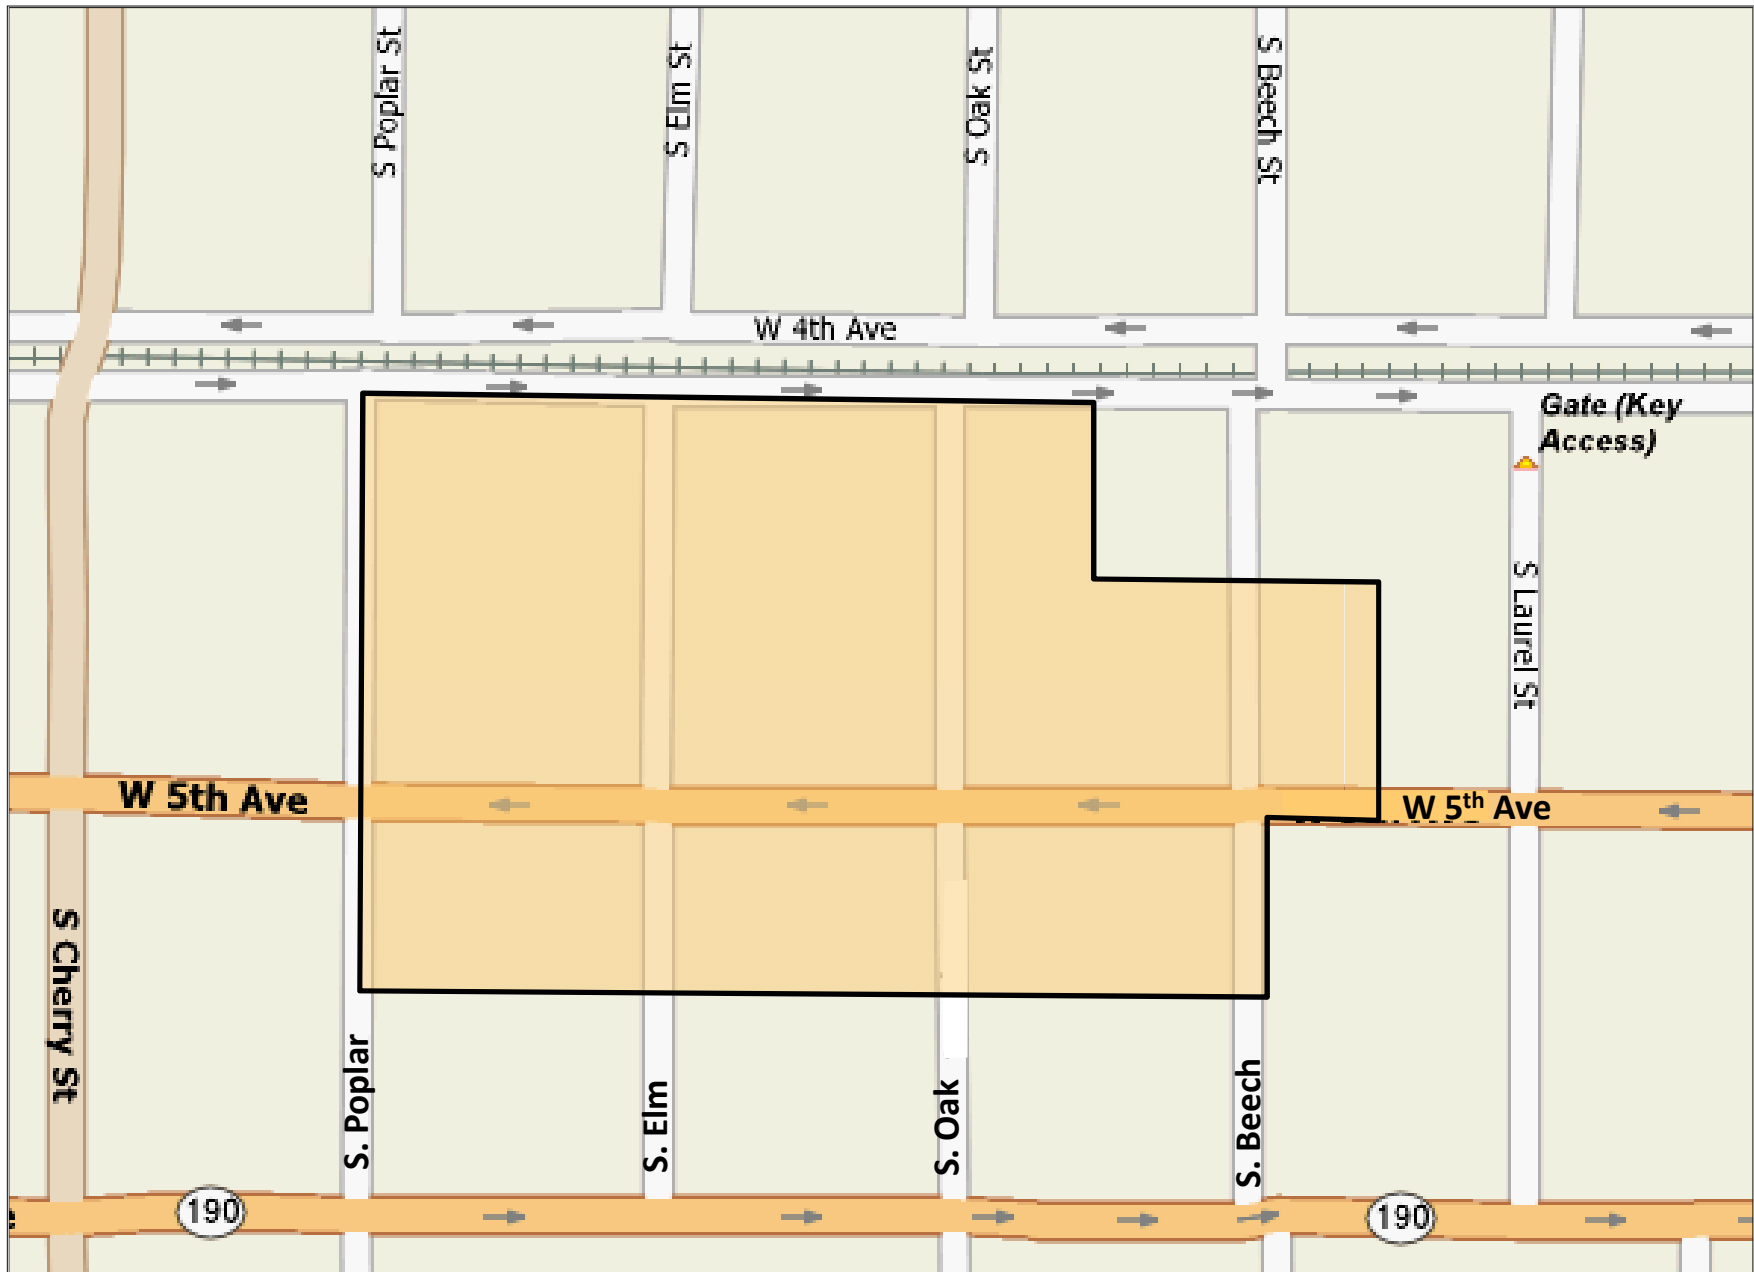 S Poplar St
S Elm St
S Oak St
S Beech St
W 4th Ave
Gate (Key
Access)
S Laurel St
W 5th Ave
W 5th Ave
S Cherry St
S. Poplar
S. Elm
S. Oak
S. Beech
190
190